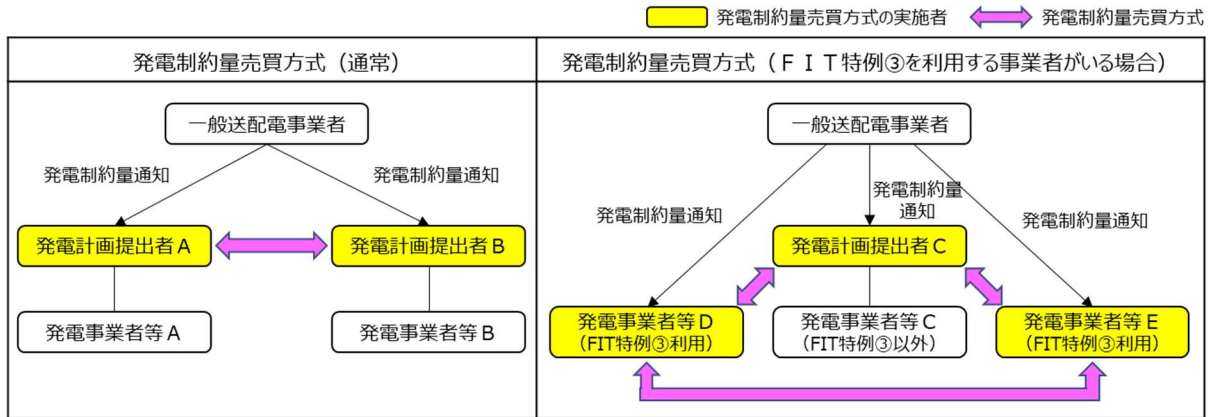 発電制約量売買方式の実施者
発電制約量売買方式
発電制約量売買方式（通常）
発電制約量売買方式（ＦＩＴ特例③を利用する事業者がいる場合）
一般送配電事業者
発電制約量通知
発電制約量通知
発電計画提出者Ａ
発電計画提出者Ｂ
発電事業者等Ａ
発電事業者等Ｂ
一般送配電事業者
発電制約量通知
発電制約量
通知
発電制約量通知
発電計画提出者Ｃ
発電事業者等Ｄ
（FIT特例③利用）
発電事業者等Ｃ
（FIT特例③以外）
発電事業者等Ｅ
（FIT特例③利用）